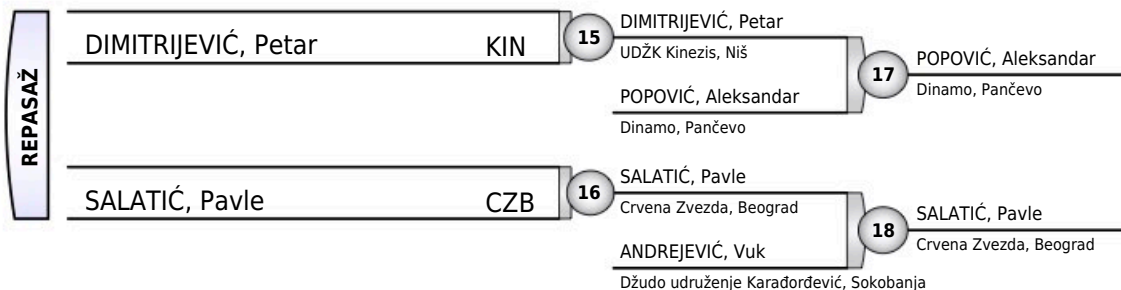 REPASAŽ
DIMITRIJEVIĆ, Petar KIN
15
DIMITRIJEVIĆ, Petar
UDŽK Kinezis, Niš
POPOVIĆ, Aleksandar
Dinamo, Pančevo
17
POPOVIĆ, Aleksandar
Dinamo, Pančevo
SALATIĆ, Pavle CZB
16
SALATIĆ, Pavle
Crvena Zvezda, Beograd
ANDREJEVIĆ, Vuk
Džudo udruženje Karađorđević, Sokobanja
18
SALATIĆ, Pavle
Crvena Zvezda, Beograd